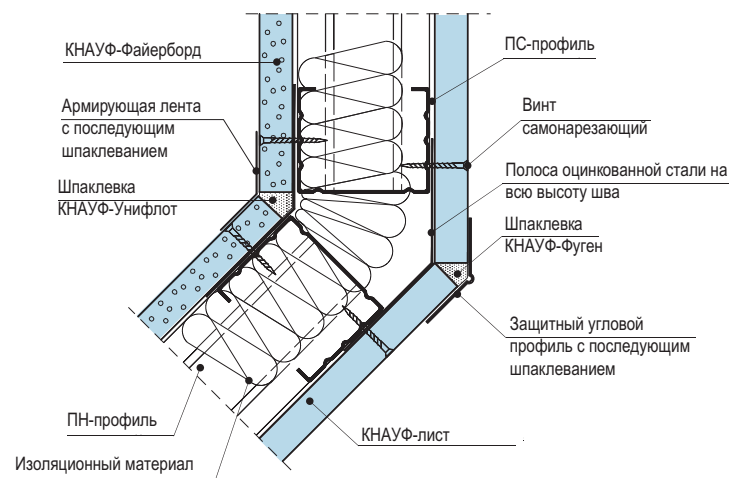 КНАУФ-Файерборд
Армирующая лента
с последующим
шпаклеванием
Шпаклевка
КНАУФ-Унифлот
ПН-профиль
Изоляционный материал
ПС-профиль
Винт
самонарезающий
Полоса оцинкованной стали на
всю высоту шва
Шпаклевка
КНАУФ-Фуген
Защитный угловой
профиль с последующим
шпаклеванием
КНАУФ-лист